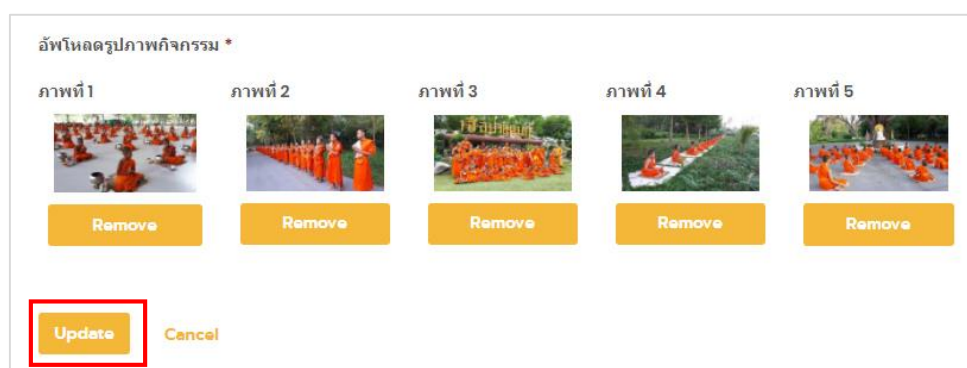 อัพโหลดรูปภาพกิจกรรม *
ภาพที่ 1 ภาพที่ 2 ภาพที่ 3 ภาพที่ 4 ภาพที่ 5
Remove Remove Remove Remove Remove
Update Cancel